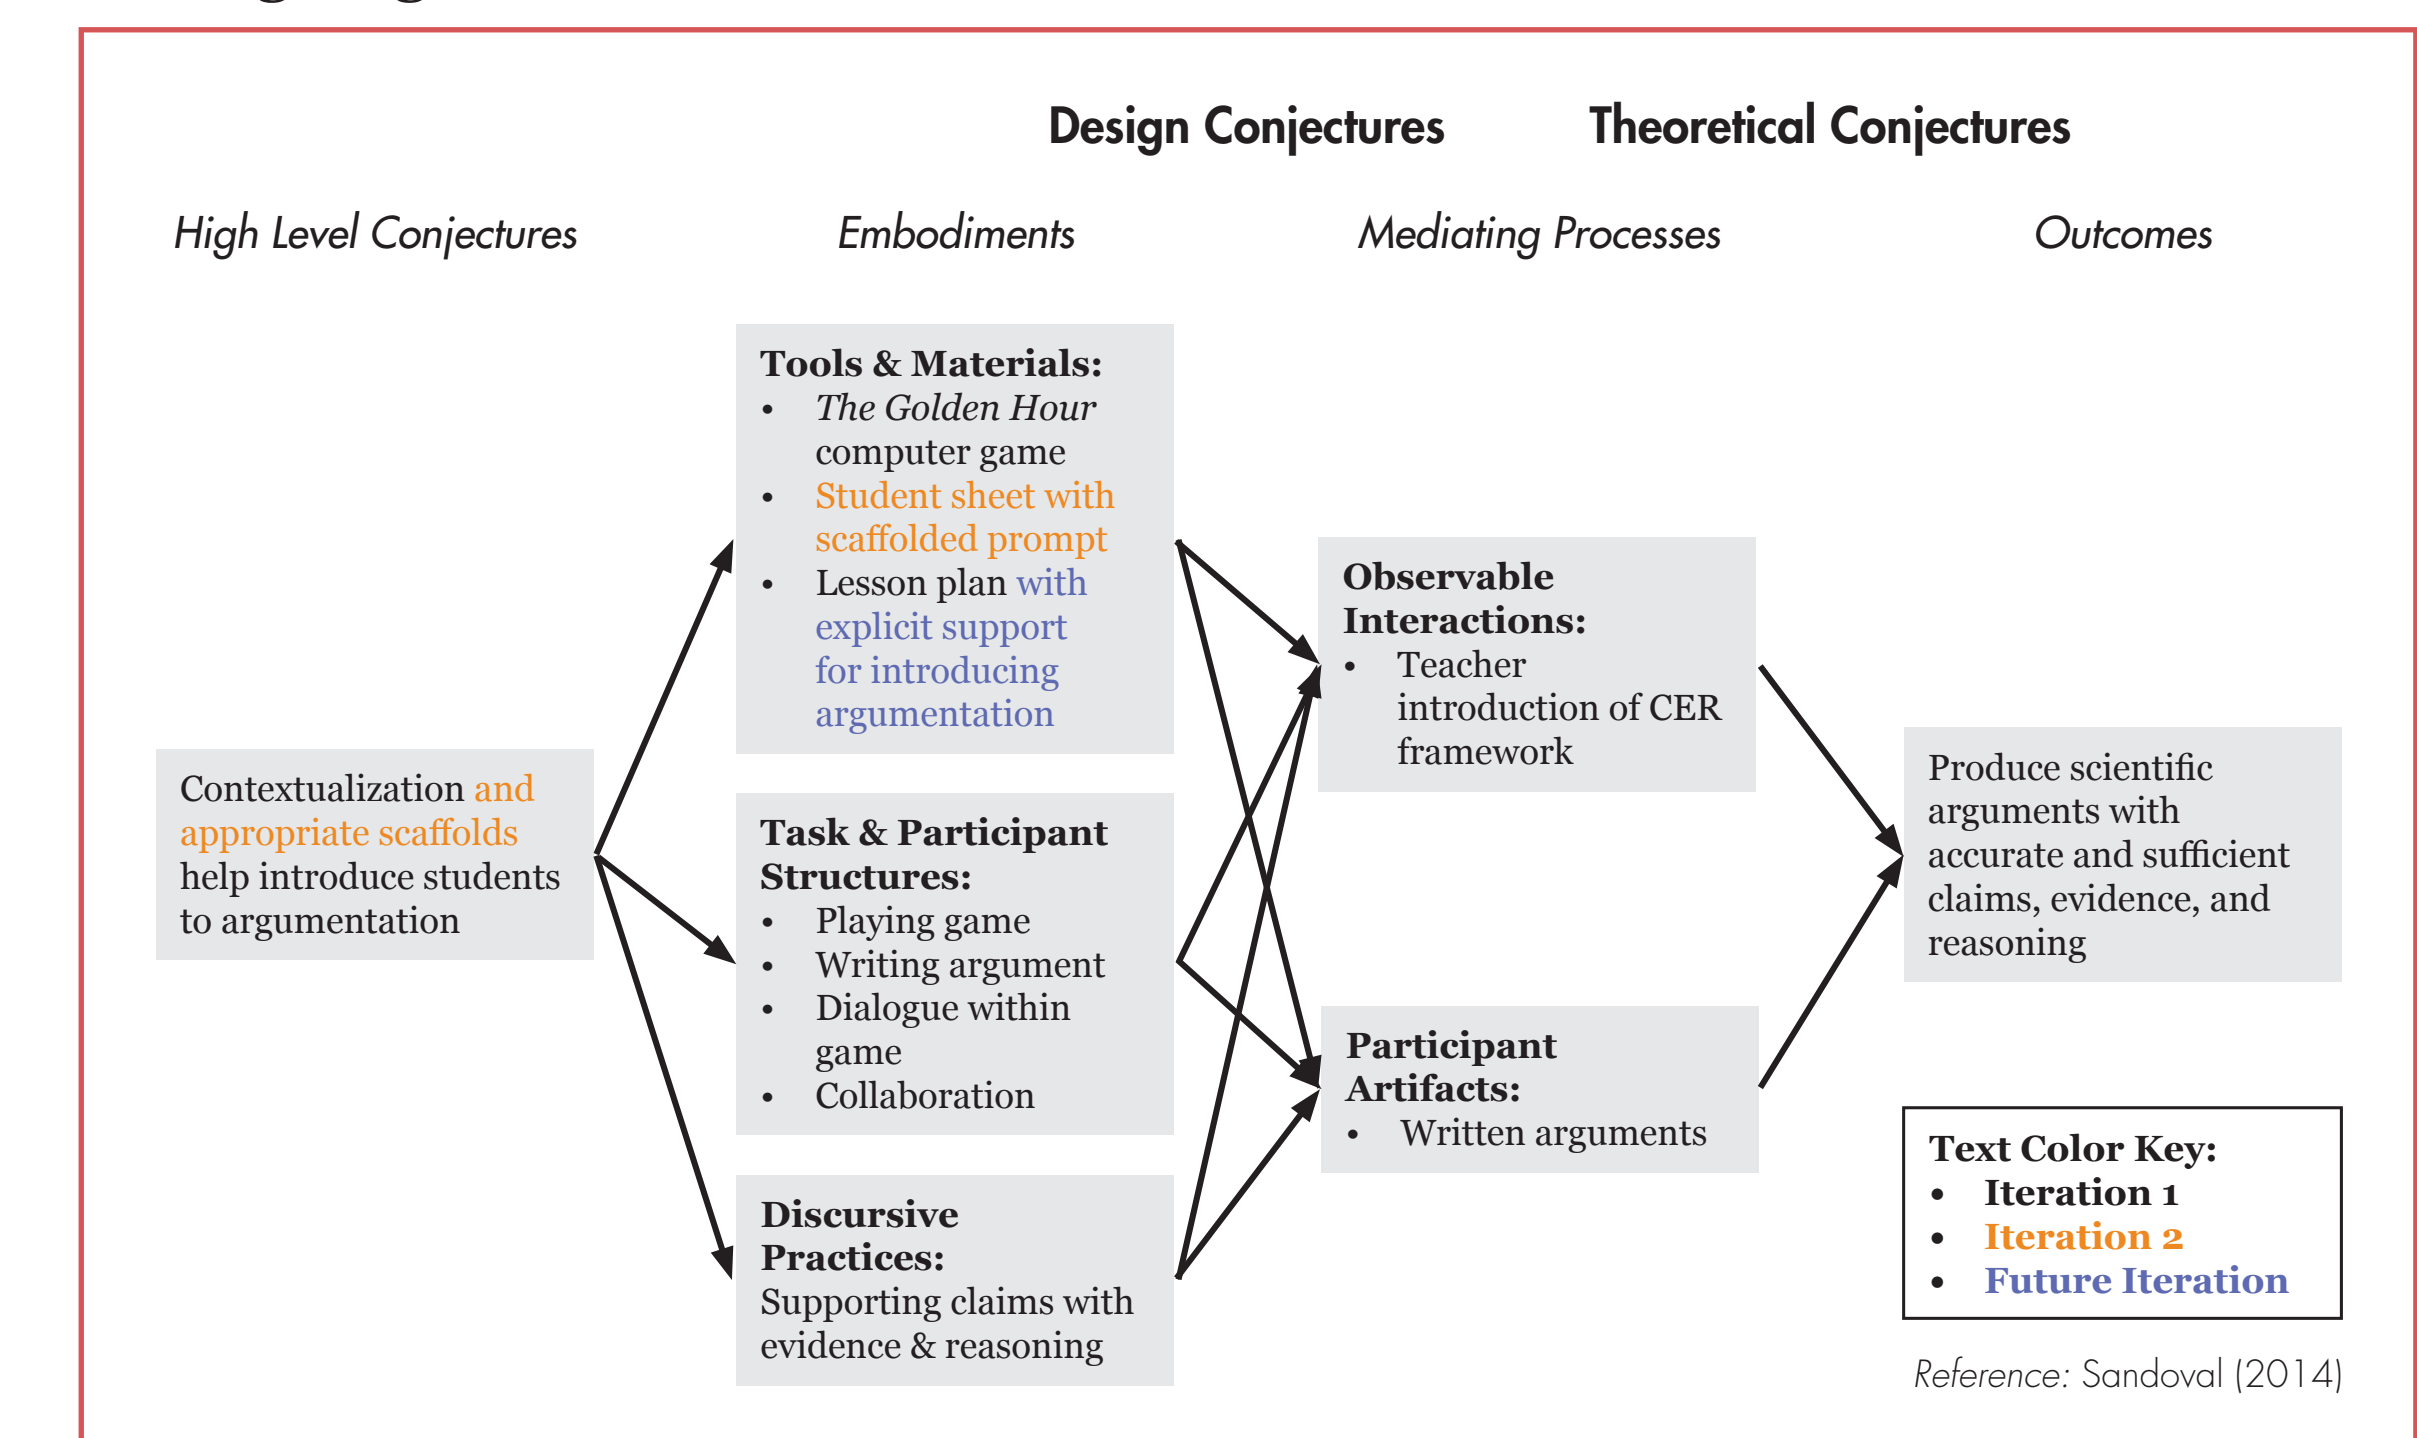 Design Conjectures
Theoretical Conjectures
High Level Conjectures
Embodiments
Mediating Processes
Outcomes
Contextualization and
appropriate scaffolds
help introduce students
to argumentation
Tools & Materials:
• The Golden Hour
computer game
• Student sheet with
scaffolded prompt
• Lesson plan with
explicit support
for introducing
argumentation
Task & Participant
Structures:
• Playing game
• Writing argument
• Dialogue within
game
• Collaboration
Discursive
Practices:
Supporting claims with
evidence & reasoning
Observable
Interactions:
• Teacher
introduction of CER
framework
Participant
Artifacts:
• Written arguments
Produce scientific
arguments with
accurate and sufficient
claims, evidence, and
reasoning
Text Color Key:
• Iteration 1
• Iteration 2
• Future Iteration
Reference: Sandoval (2014)